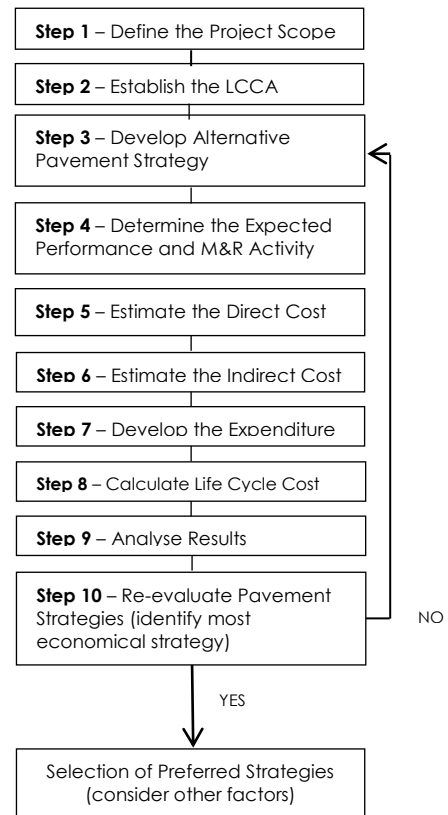 Step 1 – Define the Project Scope
Step 2 – Establish the LCCA
Step 3 – Develop Alternative
Pavement Strategy
Step 4 – Determine the Expected
Performance and M&R Activity
Step 5 – Estimate the Direct Cost
Step 6 – Estimate the Indirect Cost
Step 7 – Develop the Expenditure
Step 8 – Calculate Life Cycle Cost
Step 9 – Analyse Results
Step 10 – Re-evaluate Pavement
Strategies (identify most
economical strategy)
NO
YES
Selection of Preferred Strategies
(consider other factors)